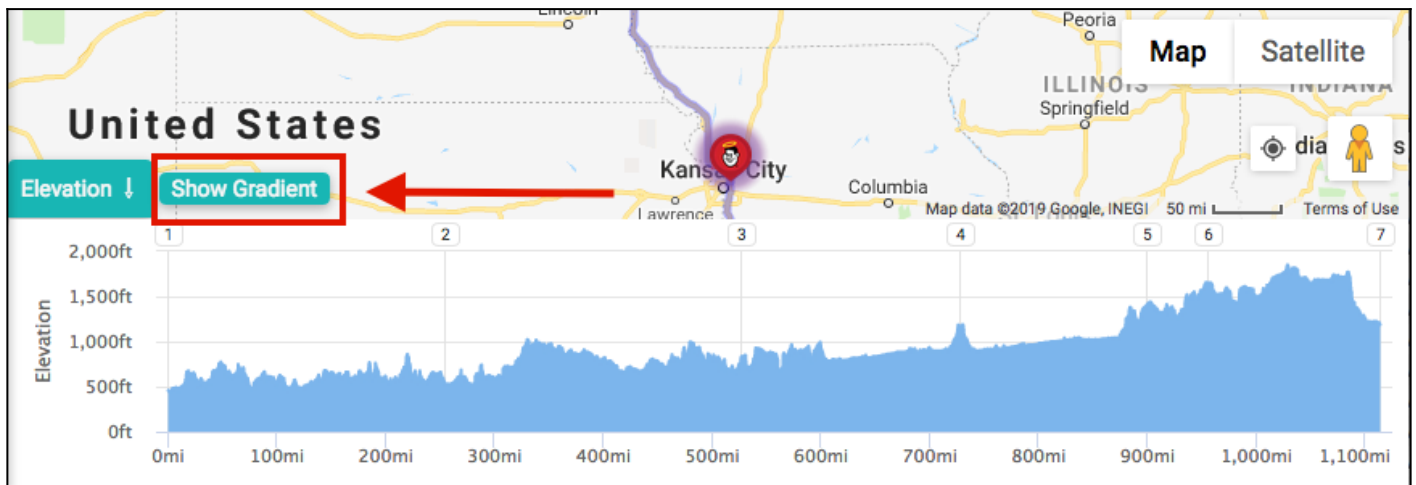 Peoria
Map Satellite
ILLINOIS
INDIANA
Springfield
United States
Kansas City
dia s
Elevation ↓ Show Gradient
Columbia
Lawrence
Map data ©2019 Google, INEGI 50 mi Terms of Use
1 2 3 4 5 6 7
2,000ft
1,500ft
1,000ft
500ft
0ft
Elevation
0mi 100mi 200mi 300mi 400mi 500mi 600mi 700mi 800mi 900mi 1,000mi 1,100mi